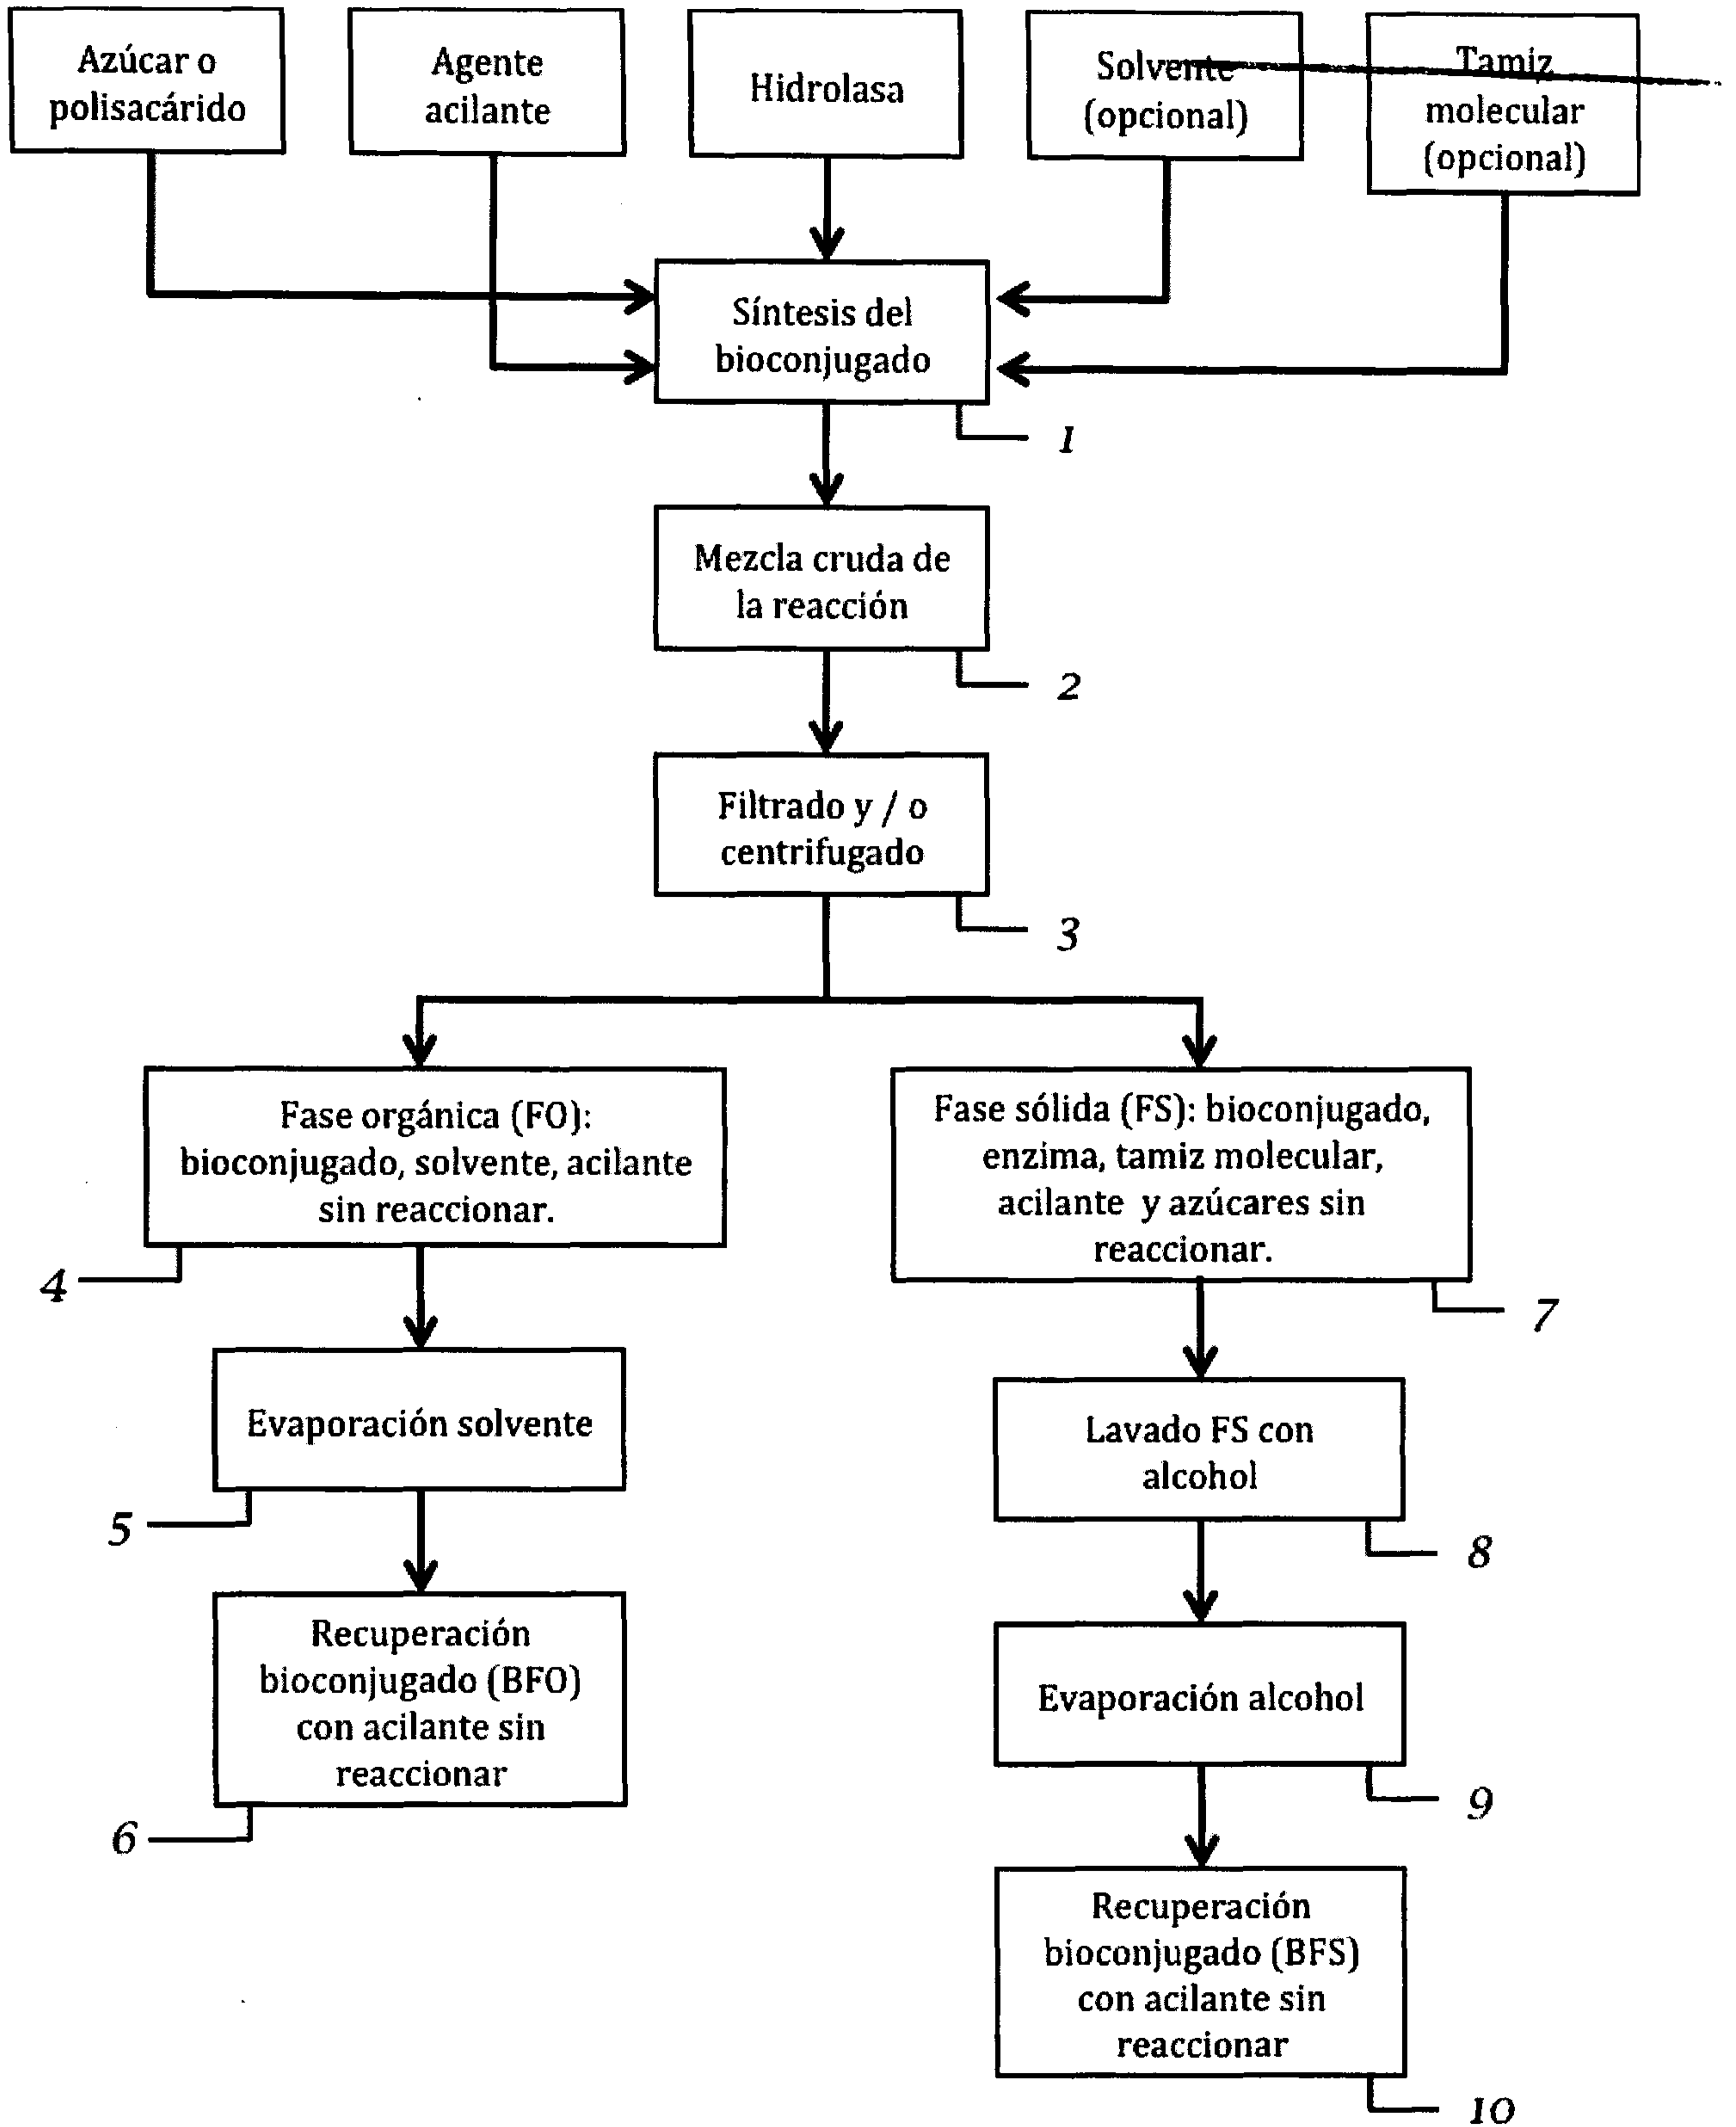 Azúcar o
polisacárido
Agente
acilante
Hidrolasa
Solvente
(opcional)
Tamiz
molecular
(opcional)
Síntesis del
bioconjugado
1
Mezcla cruda de
la reacción
2
Filtrado y / o
centrifugado
3
Fase orgánica (FO):
bioconjugado, solvente, acilante
sin reaccionar.
4
Evaporación solvente
5
Recuperación
bioconjugado (BFO)
con acilante sin
reaccionar
6
Fase sólida (FS): bioconjugado,
enzima, tamiz molecular,
acilante y azúcares sin
reaccionar.
7
Lavado FS con
alcohol
8
Evaporación alcohol
9
Recuperación
bioconjugado (BFS)
con acilante sin
reaccionar
10